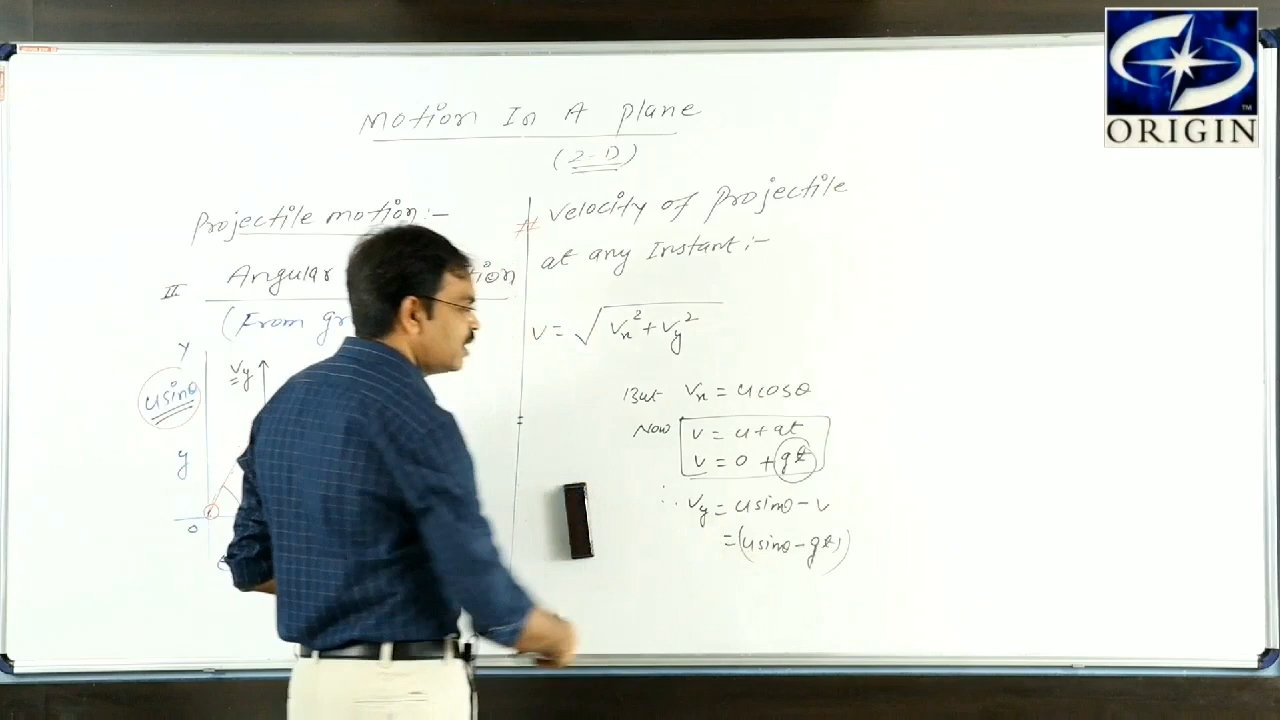 ORIGIN
Motion In A plane
(2-D)
Projectile motion:-
II Angular
(From
y
usinθ
Vy
y
O
# Velocity of projectile
at any Instant:-
V = √Vx² + Vy²
But Vx = ucosθ
Now V = u + at
V = 0 + gt
∴ Vy = usinθ - v
= (usinθ - gt)